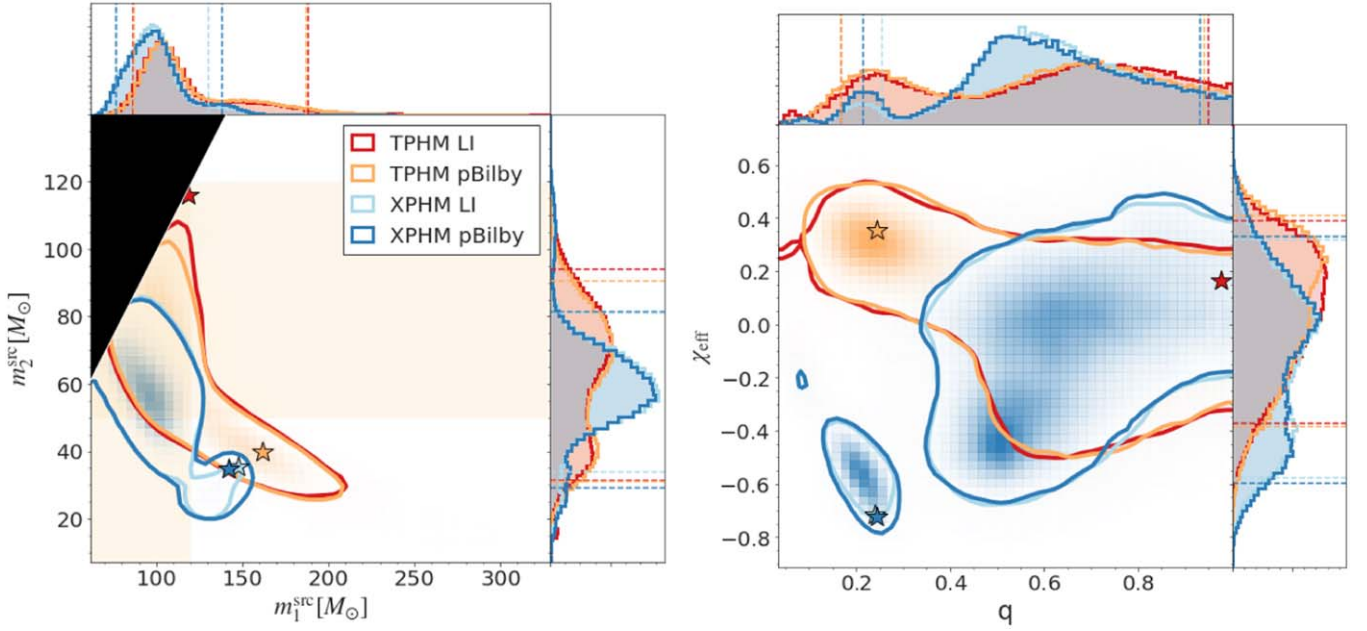 TPHM LI
TPHM pBilby
XPHM LI
XPHM pBilby
120
100
80
60
40
20
m₂ˢʳᶜ [M☉]
100 150 200 250 300
m₁ˢʳᶜ [M☉]
0.6
0.4
0.2
0.0
−0.2
−0.4
−0.6
−0.8
χeff
0.2 0.4 0.6 0.8
q